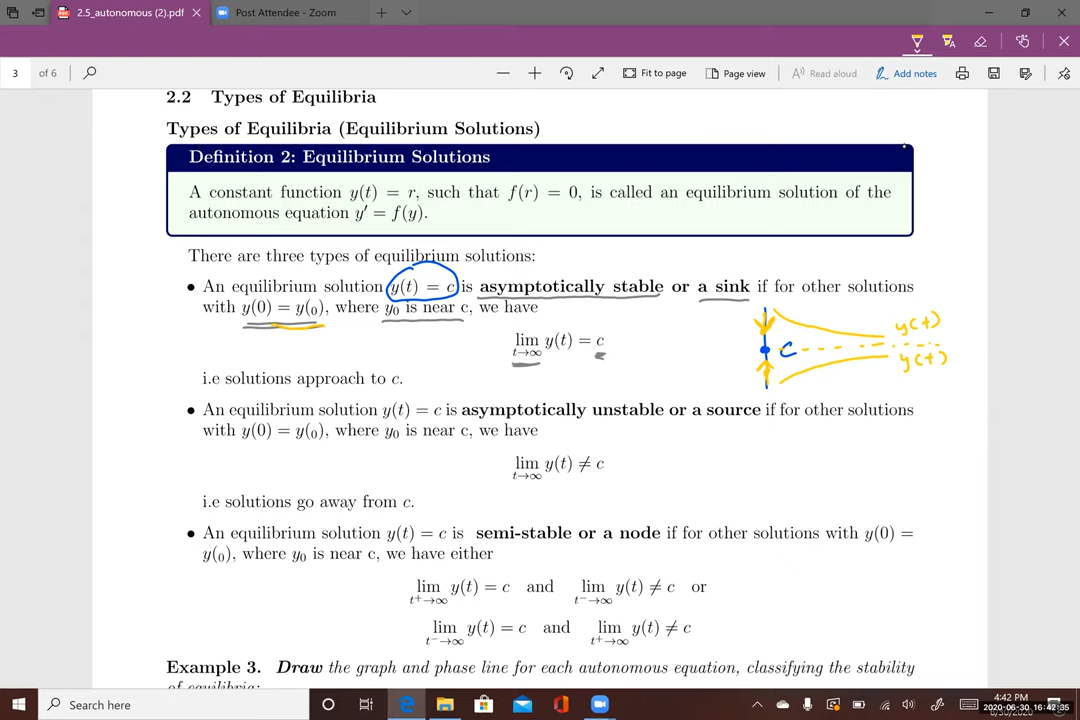 2.5_autonomous (2).pdf
Post Attendee - Zoom
3 of 6
Fit to page
Page view
Read aloud
Add notes
2.2 Types of Equilibria
Types of Equilibria (Equilibrium Solutions)
Definition 2: Equilibrium Solutions
A constant function y(t) = r, such that f(r) = 0, is called an equilibrium solution of the
autonomous equation y′ = f(y).
There are three types of equilibrium solutions:
• An equilibrium solution y(t) = c is asymptotically stable or a sink if for other solutions
with y(0) = y(₀), where y₀ is near c, we have
lim y(t) = c
t→∞
y(t)
C
y(t)
i.e solutions approach to c.
• An equilibrium solution y(t) = c is asymptotically unstable or a source if for other solutions
with y(0) = y(₀), where y₀ is near c, we have
lim y(t) ≠ c
t→∞
i.e solutions go away from c.
• An equilibrium solution y(t) = c is semi-stable or a node if for other solutions with y(0) =
y(₀), where y₀ is near c, we have either
lim y(t) = c and lim y(t) ≠ c or
t⁺→∞ t⁻→∞
lim y(t) = c and lim y(t) ≠ c
t⁻→∞ t⁺→∞
Example 3. Draw the graph and phase line for each autonomous equation, classifying the stability
of equilibria:
Search here
4:42 PM
2020-06-30 16:42:35